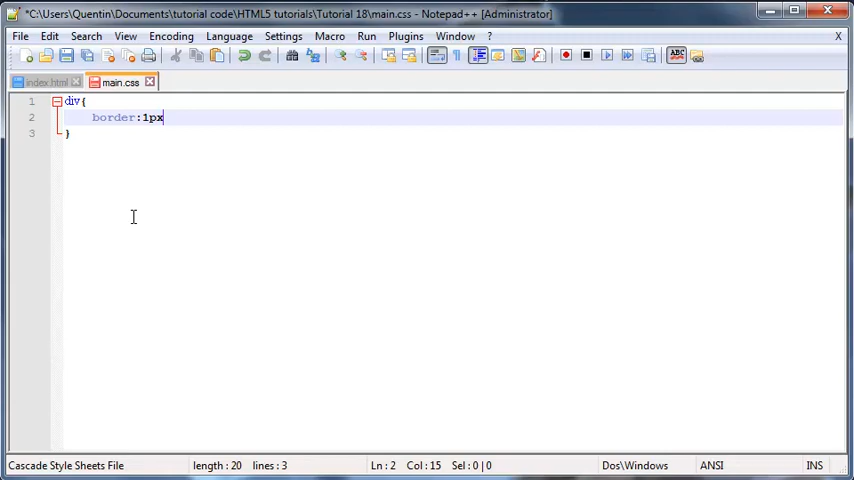 *C:\Users\Quentin\Documents\tutorial code\HTML5 tutorials\Tutorial 18\main.css - Notepad++ [Administrator]
File Edit Search View Encoding Language Settings Macro Run Plugins Window ? X
ABC
index.html main.css
1 div{
2 border:1px
3 }
Cascade Style Sheets File length : 20 lines : 3 Ln : 2 Col : 15 Sel : 0 | 0 Dos\Windows ANSI INS